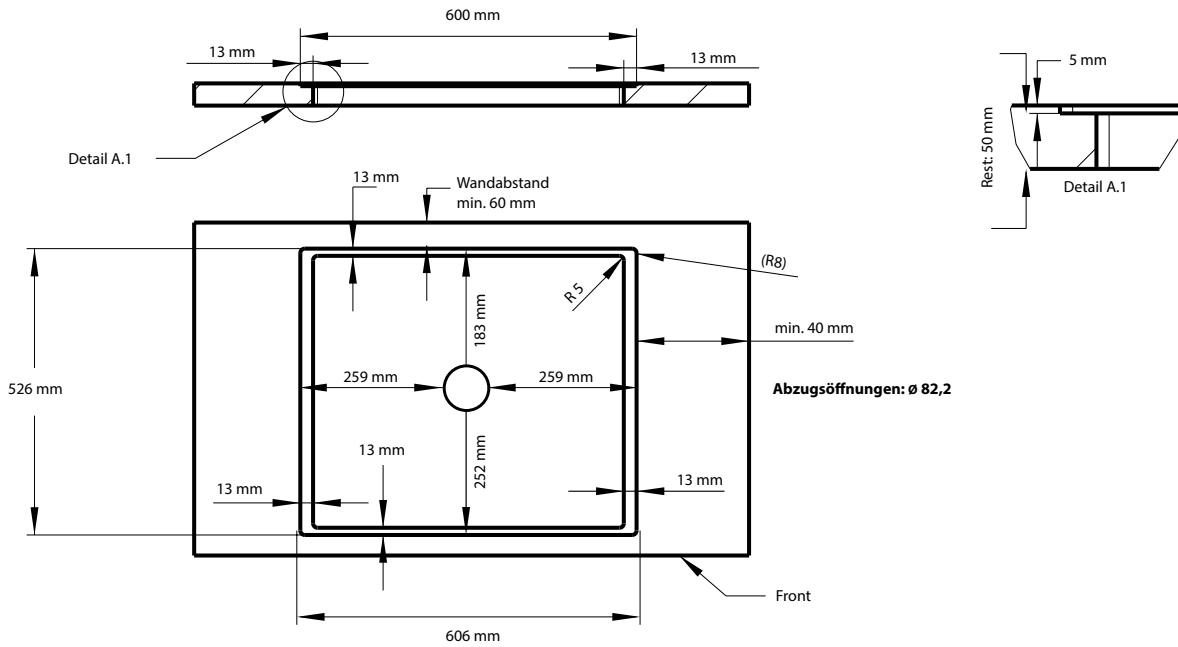 600 mm
13 mm
13 mm
5 mm
Rest: 50 mm
Detail A.1
Detail A.1
13 mm
Wandabstand
min. 60 mm
(R8)
R 5
183 mm
min. 40 mm
259 mm
259 mm
526 mm
Abzugsöffnungen: ø 82,2
13 mm
252 mm
13 mm
13 mm
Front
606 mm